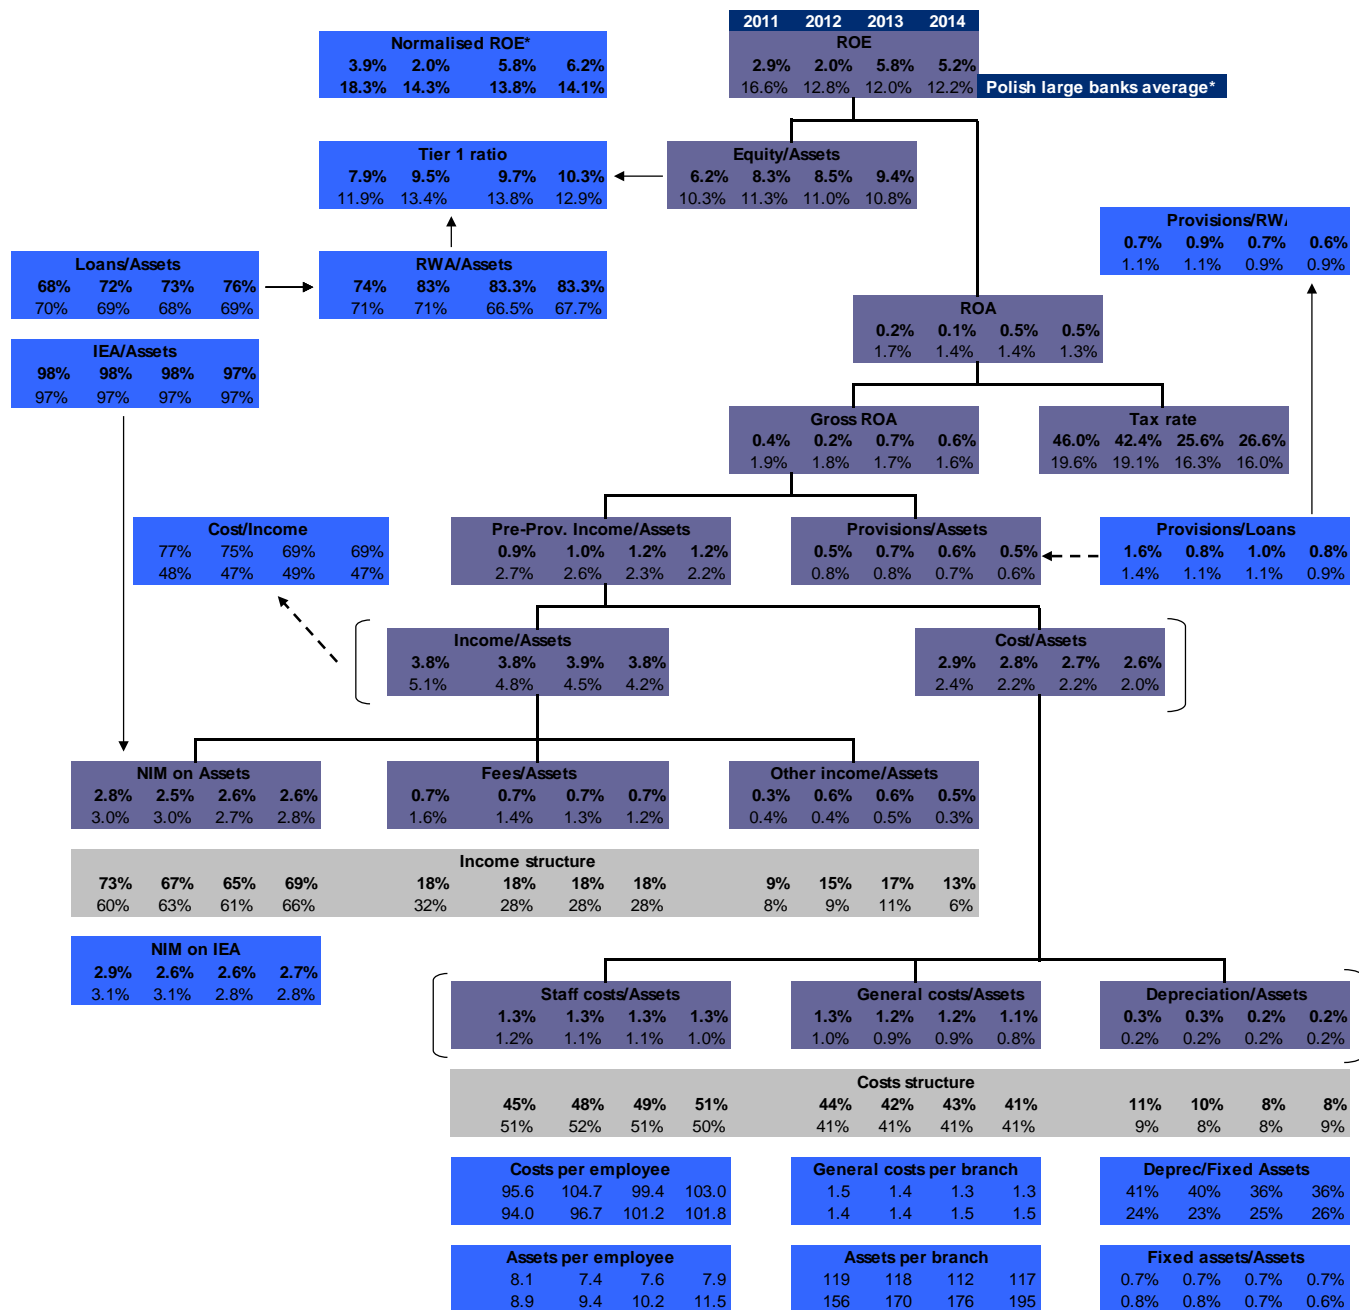 2011 2012 2013 2014
Normalised ROE*
3.9% 2.0% 5.8% 6.2%
18.3% 14.3% 13.8% 14.1%
ROE
2.9% 2.0% 5.8% 5.2%
16.6% 12.8% 12.0% 12.2%
Polish large banks average*
Tier 1 ratio
7.9% 9.5% 9.7% 10.3%
11.9% 13.4% 13.8% 12.9%
Equity/Assets
6.2% 8.3% 8.5% 9.4%
10.3% 11.3% 11.0% 10.8%
Provisions/RW
0.7% 0.9% 0.7% 0.6%
1.1% 1.1% 0.9% 0.9%
Loans/Assets
68% 72% 73% 76%
70% 69% 68% 69%
RWA/Assets
74% 83% 83.3% 83.3%
71% 71% 66.5% 67.7%
ROA
0.2% 0.1% 0.5% 0.5%
1.7% 1.4% 1.4% 1.3%
IEA/Assets
98% 98% 98% 97%
97% 97% 97% 97%
Gross ROA
0.4% 0.2% 0.7% 0.6%
1.9% 1.8% 1.7% 1.6%
Tax rate
46.0% 42.4% 25.6% 26.6%
19.6% 19.1% 16.3% 16.0%
Cost/Income
77% 75% 69% 69%
48% 47% 49% 47%
Pre-Prov. Income/Assets
0.9% 1.0% 1.2% 1.2%
2.7% 2.6% 2.3% 2.2%
Provisions/Assets
0.5% 0.7% 0.6% 0.5%
0.8% 0.8% 0.7% 0.6%
Provisions/Loans
1.6% 0.8% 1.0% 0.8%
1.4% 1.1% 1.1% 0.9%
Income/Assets
3.8% 3.8% 3.9% 3.8%
5.1% 4.8% 4.5% 4.2%
Cost/Assets
2.9% 2.8% 2.7% 2.6%
2.4% 2.2% 2.2% 2.0%
NIM on Assets
2.8% 2.5% 2.6% 2.6%
3.0% 3.0% 2.7% 2.8%
Fees/Assets
0.7% 0.7% 0.7% 0.7%
1.6% 1.4% 1.3% 1.2%
Other income/Assets
0.3% 0.6% 0.6% 0.5%
0.4% 0.4% 0.5% 0.3%
Income structure
73% 67% 65% 69% 18% 18% 18% 18% 9% 15% 17% 13%
60% 63% 61% 66% 32% 28% 28% 28% 8% 9% 11% 6%
NIM on IEA
2.9% 2.6% 2.6% 2.7%
3.1% 3.1% 2.8% 2.8%
Staff costs/Assets
1.3% 1.3% 1.3% 1.3%
1.2% 1.1% 1.1% 1.0%
General costs/Assets
1.3% 1.2% 1.2% 1.1%
1.0% 0.9% 0.9% 0.8%
Depreciation/Assets
0.3% 0.3% 0.2% 0.2%
0.2% 0.2% 0.2% 0.2%
Costs structure
45% 48% 49% 51% 44% 42% 43% 41% 11% 10% 8% 8%
51% 52% 51% 50% 41% 41% 41% 41% 9% 8% 8% 9%
Costs per employee
95.6 104.7 99.4 103.0
94.0 96.7 101.2 101.8
General costs per branch
1.5 1.4 1.3 1.3
1.4 1.4 1.5 1.5
Deprec/Fixed Assets
41% 40% 36% 36%
24% 23% 25% 26%
Assets per employee
8.1 7.4 7.6 7.9
8.9 9.4 10.2 11.5
Assets per branch
119 118 112 117
156 170 176 195
Fixed assets/Assets
0.7% 0.7% 0.7% 0.7%
0.8% 0.8% 0.7% 0.6%